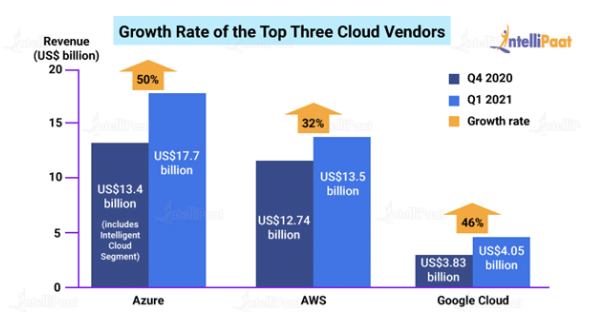 Growth Rate of the Top Three Cloud Vendors
IntelliPaat
Revenue
(US$ billion)
20
15
10
5
0
50%
US$13.4
billion
(includes
Intelligent
Cloud
Segment)
US$17.7
billion
32%
US$12.74
billion
US$13.5
billion
46%
US$3.83
billion
US$4.05
billion
Q4 2020
Q1 2021
Growth rate
Azure
AWS
Google Cloud